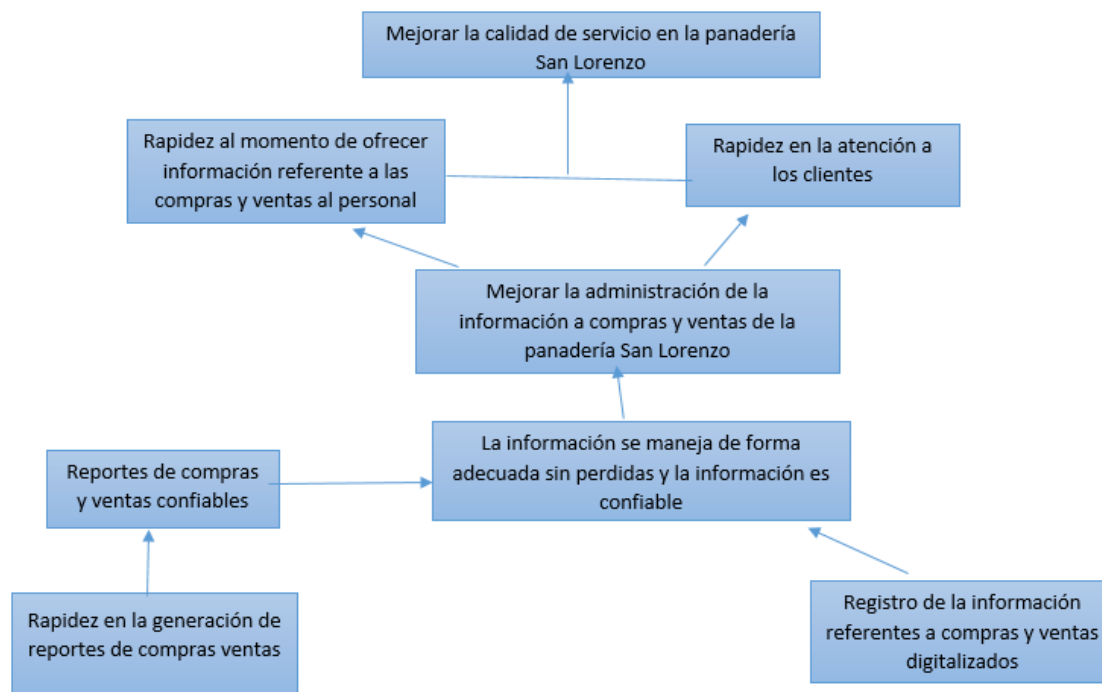 Mejorar la calidad de servicio en la panadería
San Lorenzo
Rapidez al momento de ofrecer
información referente a las
compras y ventas al personal
Rapidez en la atención a
los clientes
Mejorar la administración de la
información a compras y ventas de la
panadería San Lorenzo
La información se maneja de forma
adecuada sin perdidas y la información es
confiable
Reportes de compras
y ventas confiables
Rapidez en la generación de
reportes de compras ventas
Registro de la información
referentes a compras y ventas
digitalizados